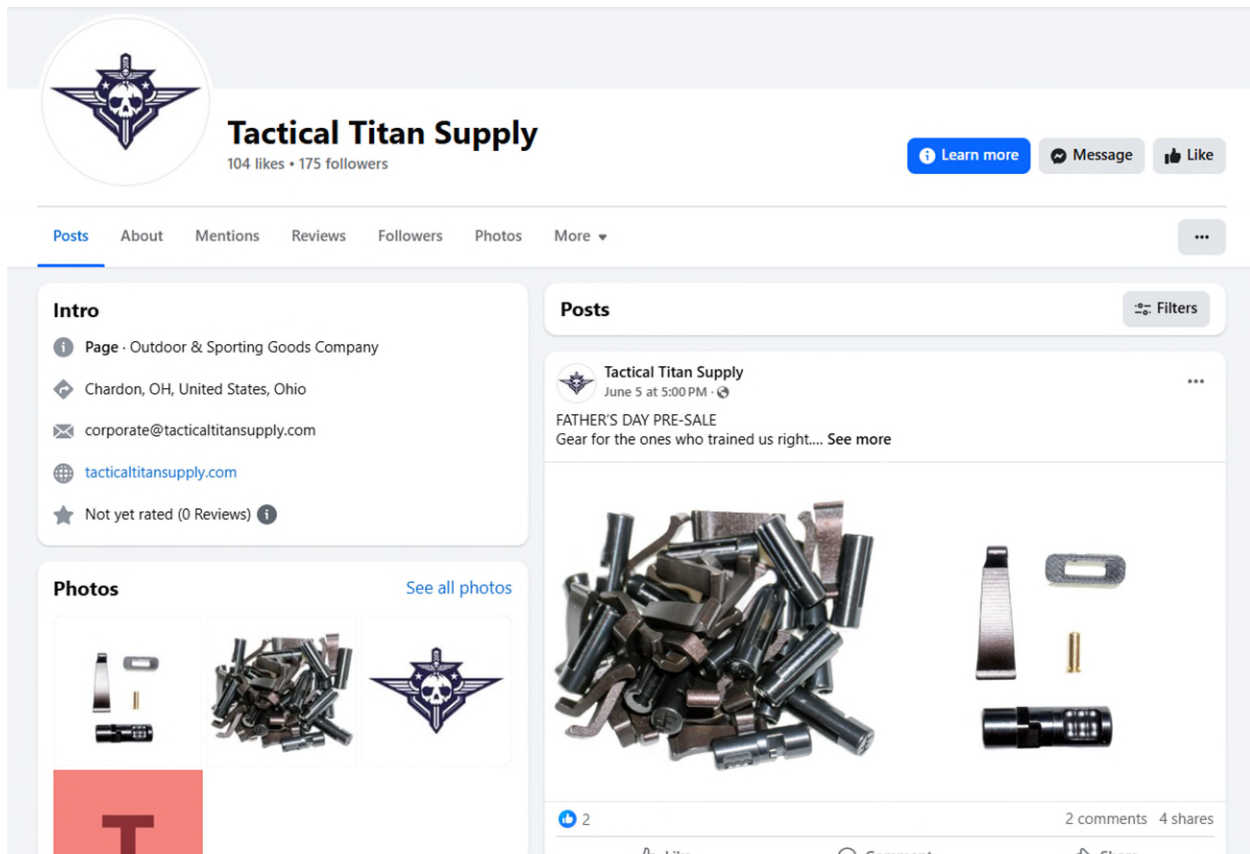 Tactical Titan Supply
104 likes • 175 followers
Learn more
Message
Like
Posts
About
Mentions
Reviews
Followers
Photos
More
Intro
Page · Outdoor & Sporting Goods Company
Chardon, OH, United States, Ohio
corporate@tacticaltitansupply.com
tacticaltitansupply.com
Not yet rated (0 Reviews)
Photos
See all photos
T
Posts
Filters
Tactical Titan Supply
June 5 at 5:00 PM ·
FATHER'S DAY PRE-SALE
Gear for the ones who trained us right.... See more
2
2 comments 4 shares
Like
Comment
Share